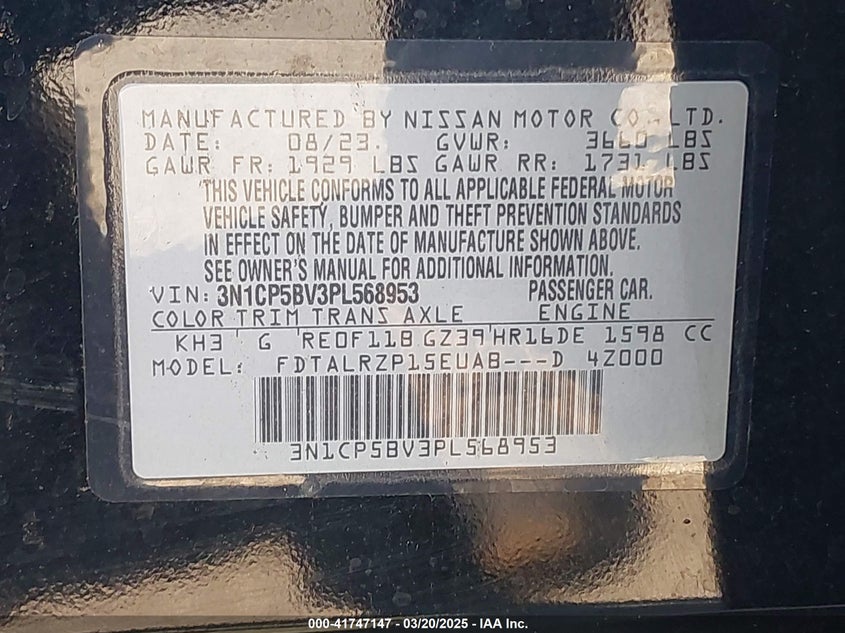 MANUFACTURED BY NISSAN MOTOR CO., LTD.
DATE: 08/23. GVWR: 3660 LBS
GAWR FR: 1929 LBS GAWR RR: 1731 LBS
THIS VEHICLE CONFORMS TO ALL APPLICABLE FEDERAL MOTOR
VEHICLE SAFETY, BUMPER AND THEFT PREVENTION STANDARDS
IN EFFECT ON THE DATE OF MANUFACTURE SHOWN ABOVE.
SEE OWNER'S MANUAL FOR ADDITIONAL INFORMATION.
VIN: 3N1CP5BV3PL568953 PASSENGER CAR.
COLOR TRIM TRANS AXLE ENGINE
KH3 G RE0F11B GZ39 HR16DE 1598 CC
MODEL: FDTALRZP15EUAB---D 4Z000
3N1CP5BV3PL568953
000-41747147 - 03/20/2025 - IAA Inc.